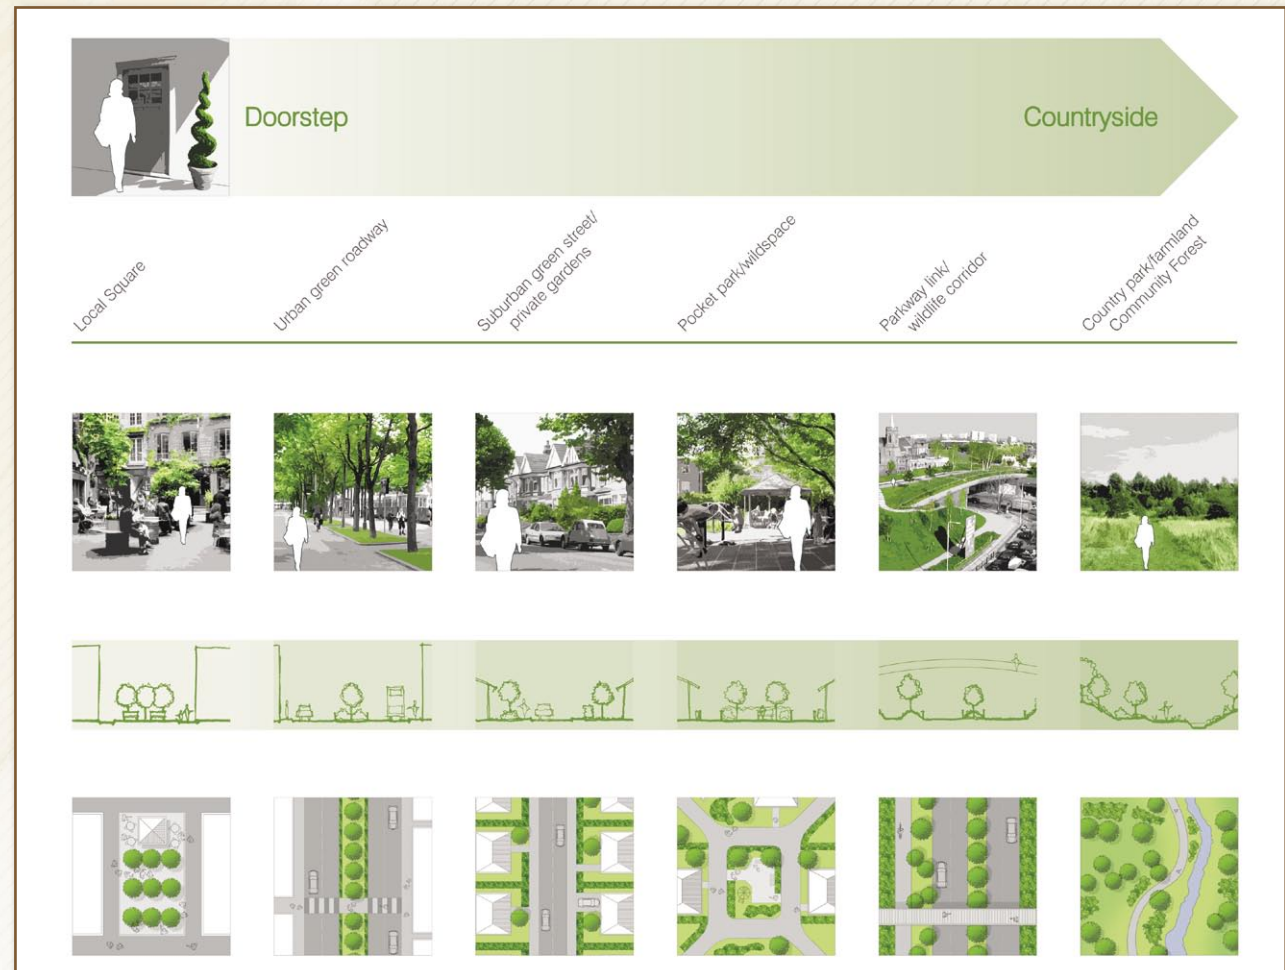 Doorstep
Countryside
Local Square
Urban green roadway
Suburban green street/
private gardens
Pocket park/wildspace
Parkway link/
wildlife corridor
Country park/farmland
Community Forest